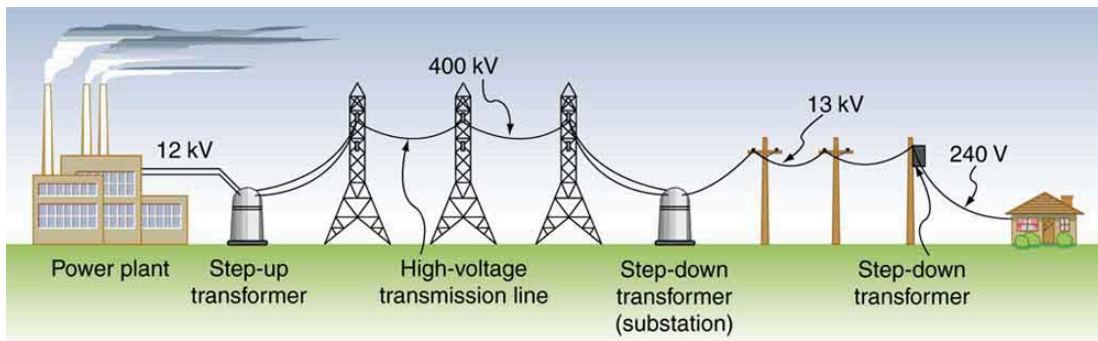 400 kV
13 kV
12 kV
240 V
Power plant
Step-up
transformer
High-voltage
transmission line
Step-down
transformer
(substation)
Step-down
transformer